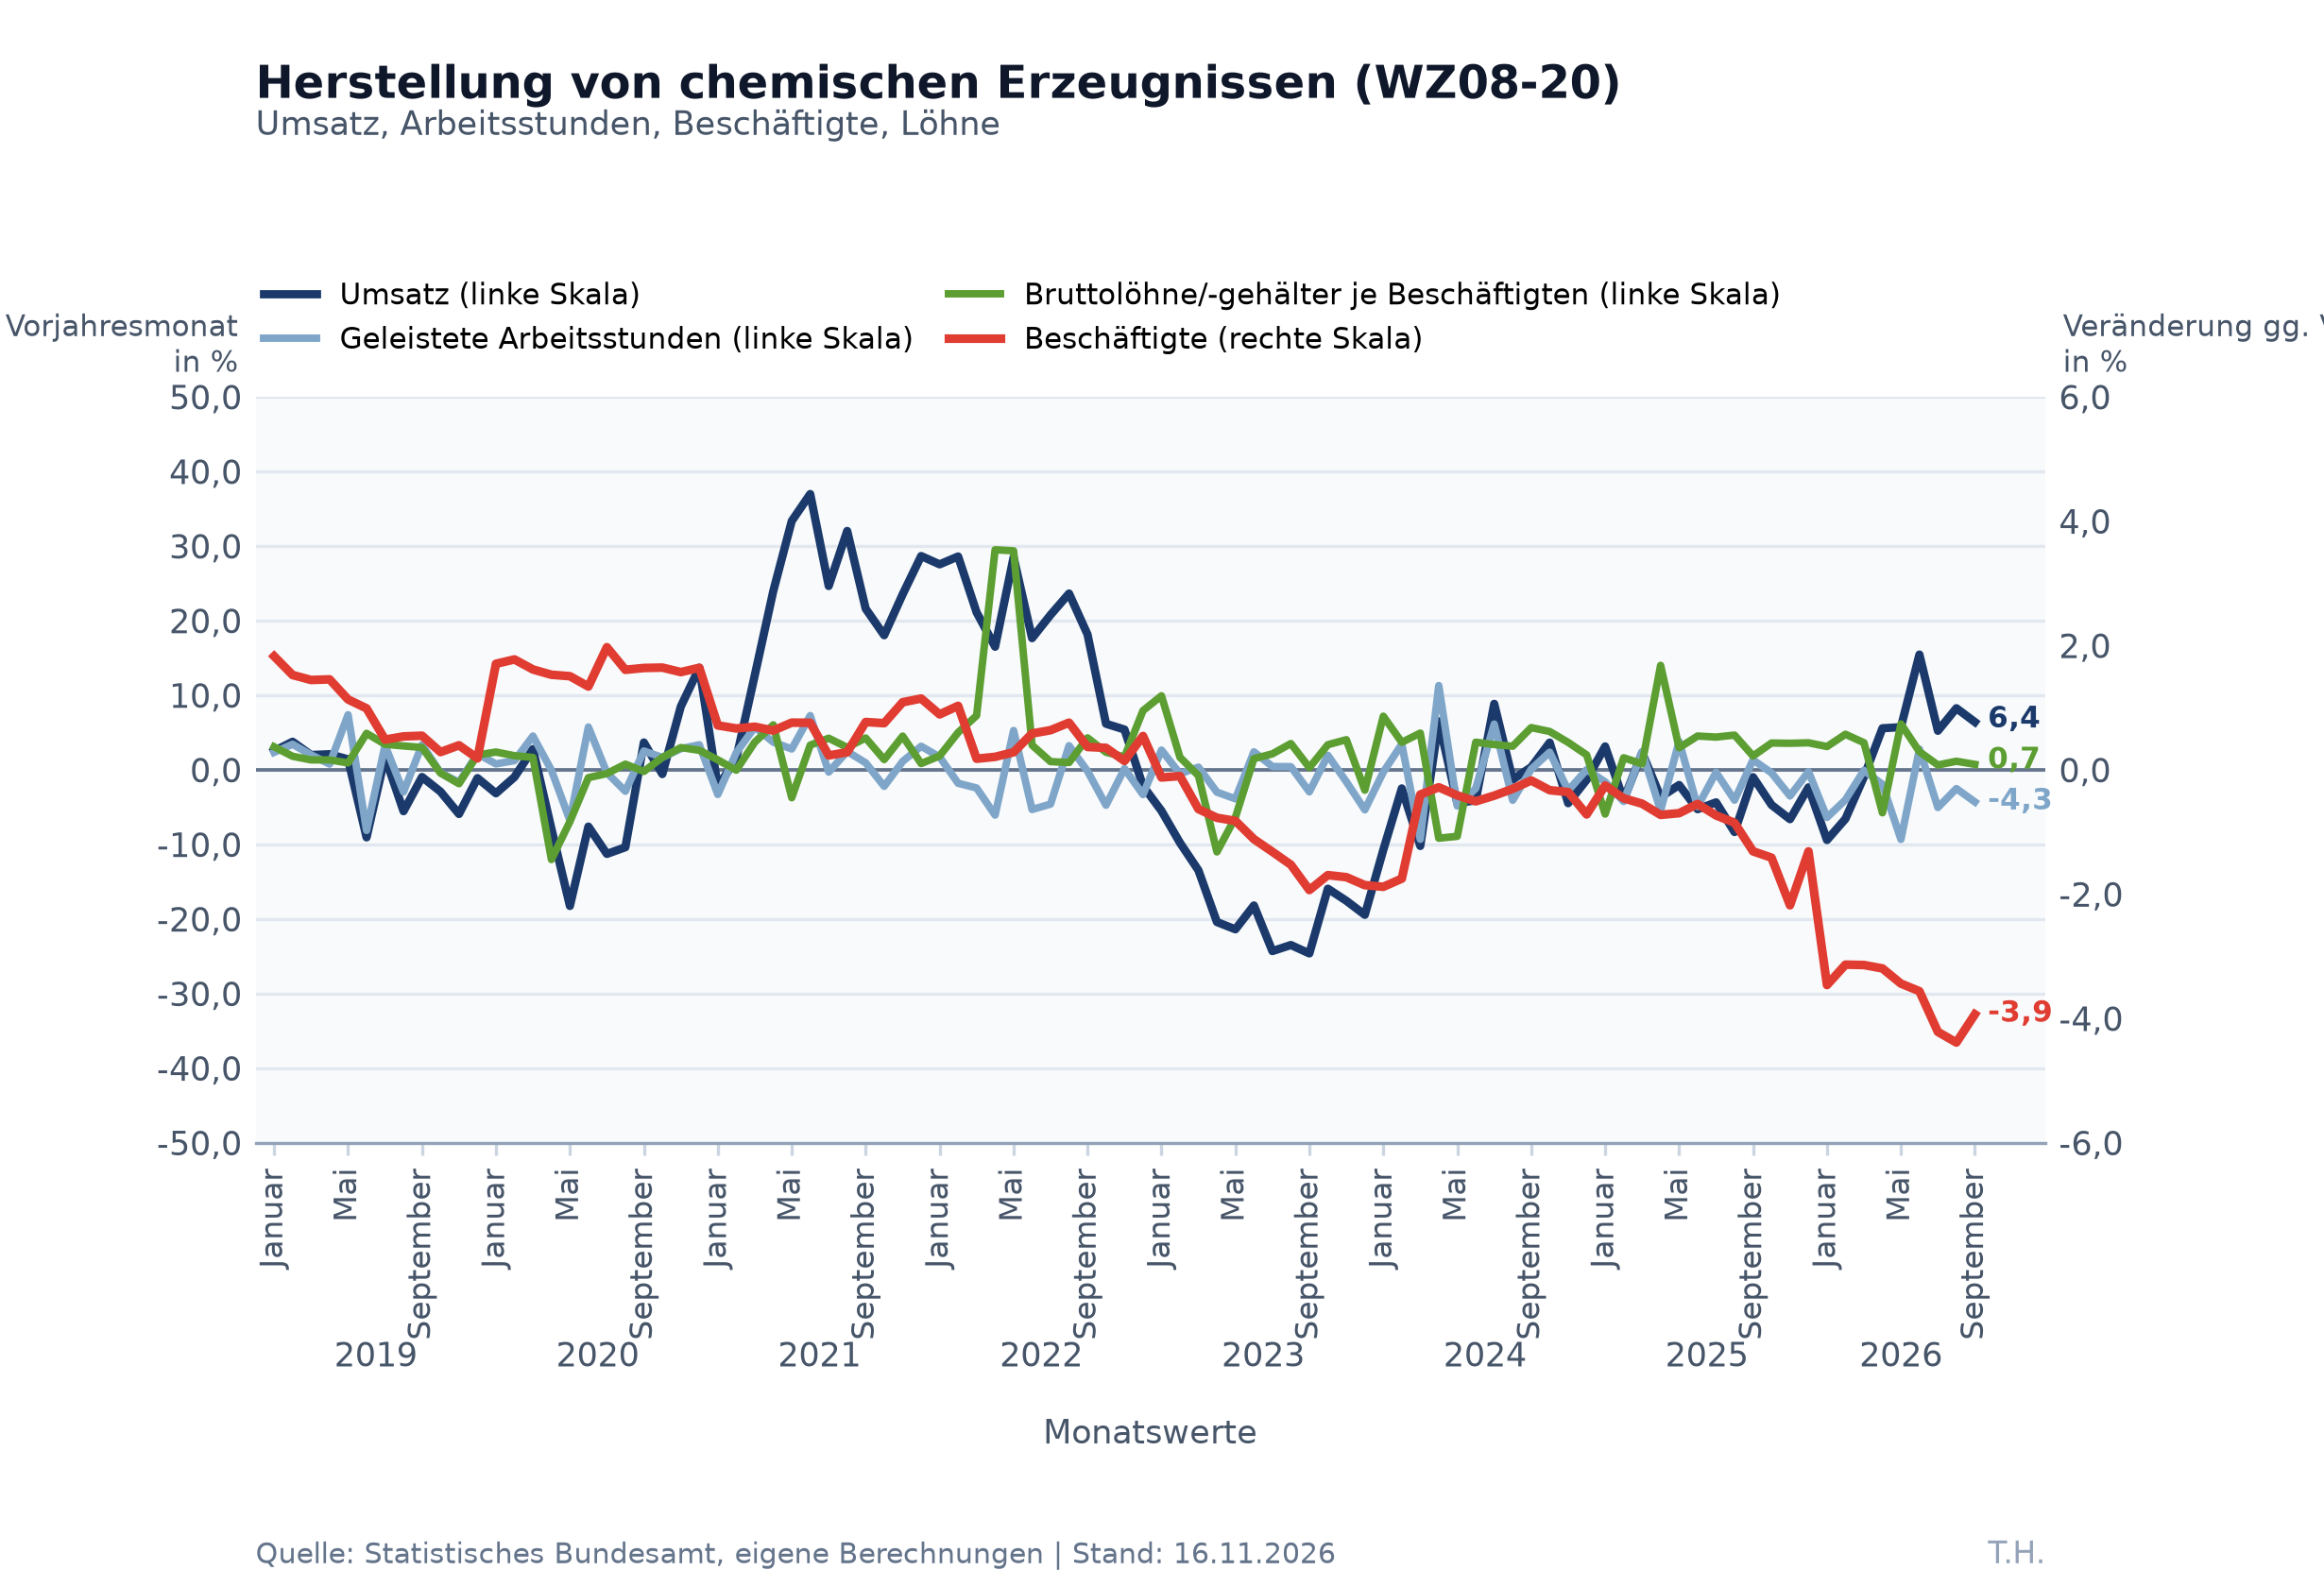 Herstellung von chemischen Erzeugnissen (WZ08-20)
Umsatz, Arbeitsstunden, Beschäftigte, Löhne
Umsatz (linke Skala)
Bruttolöhne/-gehälter je Beschäftigten (linke Skala)
Geleistete Arbeitsstunden (linke Skala)
Beschäftigte (rechte Skala)
Vorjahresmonat
in %
Veränderung gg.
in %
50,0
40,0
30,0
20,0
10,0
0,0
-10,0
-20,0
-30,0
-40,0
-50,0
6,0
4,0
2,0
0,0
-2,0
-4,0
-6,0
6,4
0,7
-4,3
-3,9
Januar
Mai
September
Januar
Mai
September
Januar
Mai
September
Januar
Mai
September
Januar
Mai
September
Januar
Mai
September
Januar
Mai
September
Januar
Mai
September
2019
2020
2021
2022
2023
2024
2025
2026
Monatswerte
Quelle: Statistisches Bundesamt, eigene Berechnungen | Stand: 16.11.2026
T.H.